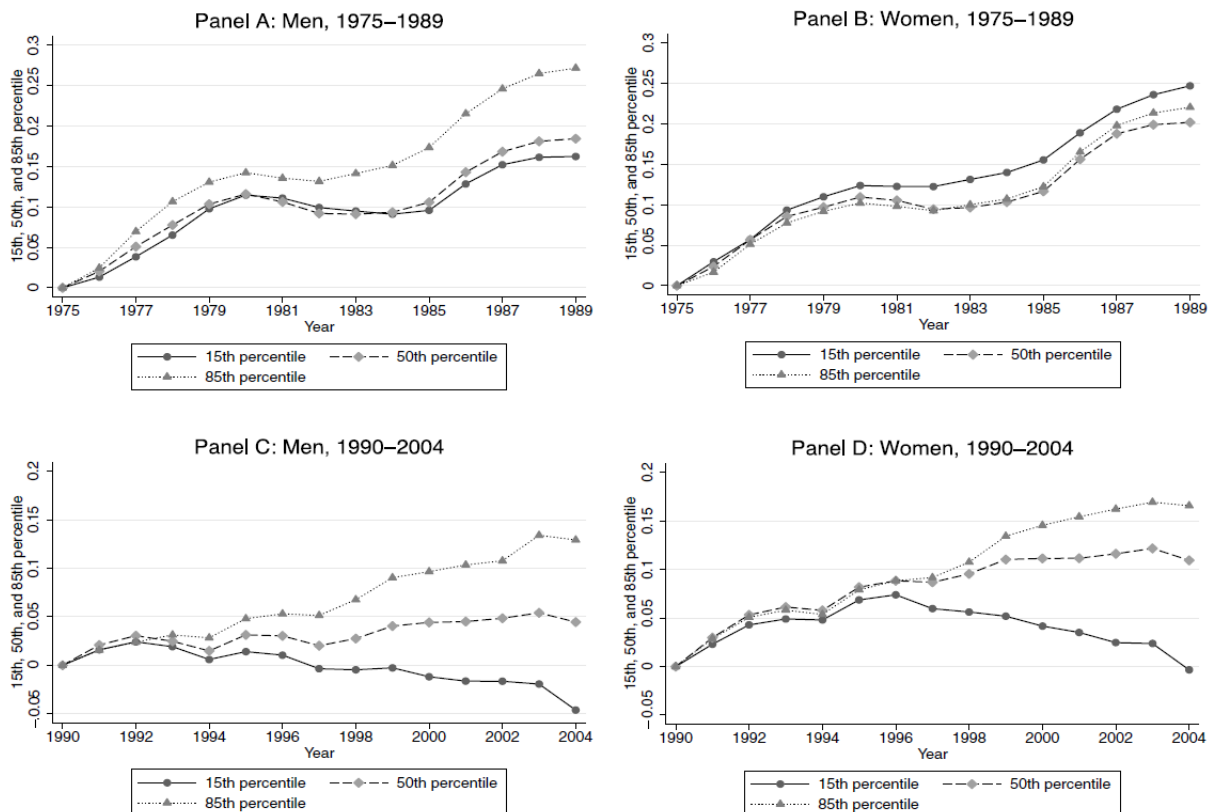 Panel A: Men, 1975–1989
15th, 50th, and 85th percentile
0.3
0.25
0.2
0.15
0.1
0.05
0
1975 1977 1979 1981 1983 1985 1987 1989
Year
15th percentile 50th percentile
85th percentile
Panel B: Women, 1975–1989
15th, 50th, and 85th percentile
0.3
0.25
0.2
0.15
0.1
0.05
0
1975 1977 1979 1981 1983 1985 1987 1989
Year
15th percentile 50th percentile
85th percentile
Panel C: Men, 1990–2004
15th, 50th, and 85th percentile
0.2
0.15
0.1
0.05
0
−0.05
1990 1992 1994 1996 1998 2000 2002 2004
Year
15th percentile 50th percentile
85th percentile
Panel D: Women, 1990–2004
15th, 50th, and 85th percentile
0.2
0.15
0.1
0.05
0
−0.05
1990 1992 1994 1996 1998 2000 2002 2004
Year
15th percentile 50th percentile
85th percentile